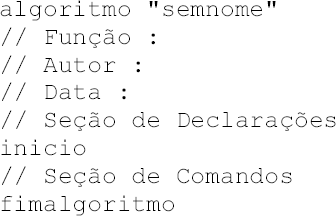 algoritmo "semnome"
// Função :
// Autor :
// Data :
// Seção de Declarações
inicio
// Seção de Comandos
fimalgoritmo